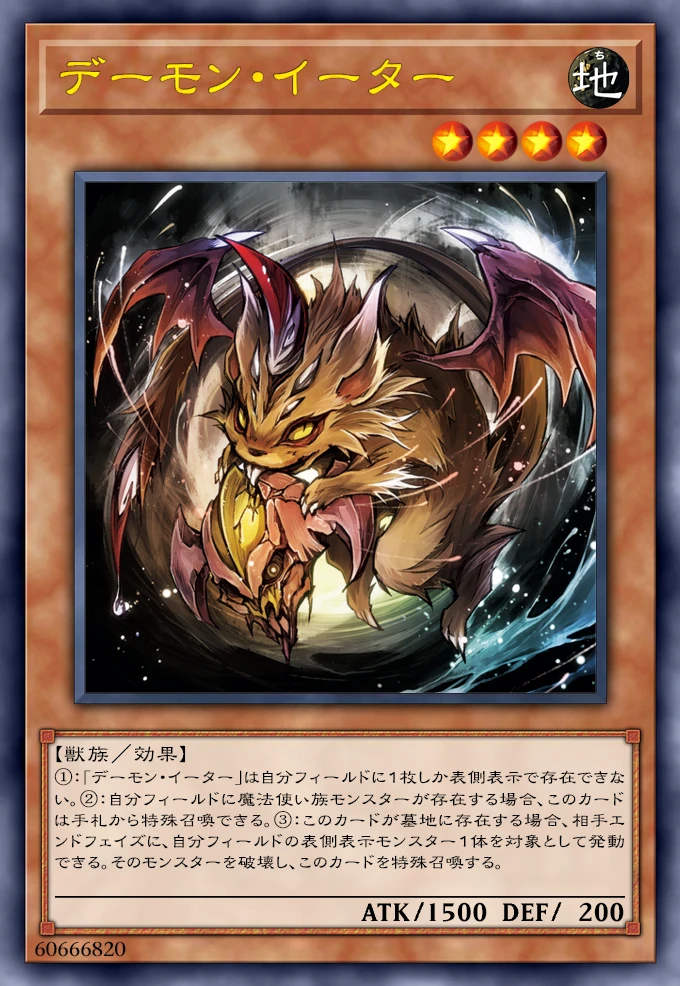 デーモン・イーター
ち
地
【獣族／効果】
①：「デーモン・イーター」は自分フィールドに１枚しか表側表示で存在できな
い。②：自分フィールドに魔法使い族モンスターが存在する場合、このカード
は手札から特殊召喚できる。③：このカードが墓地に存在する場合、相手エ
ンドフェイズに、自分フィールドの表側表示モンスター１体を対象として発動
できる。そのモンスターを破壊し、このカードを特殊召喚する。
ATK/1500 DEF/ 200
60666820